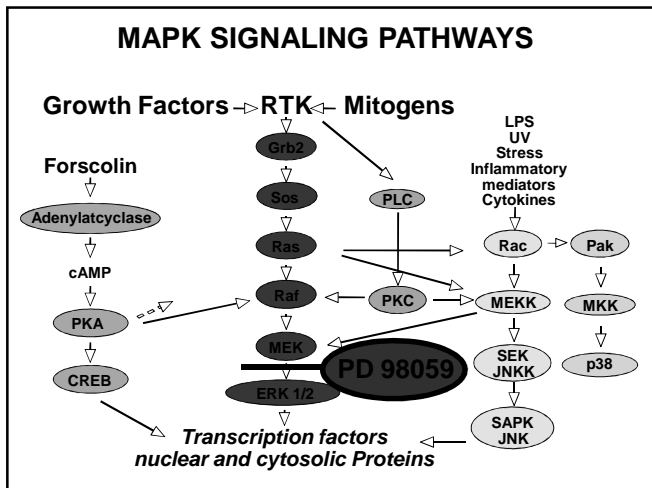 MAPK SIGNALING PATHWAYS
Growth Factors
RTK
Mitogens
Grb2
Sos
Ras
Raf
MEK
ERK 1/2
PD 98059
PLC
PKC
Forscolin
Adenylatcyclase
cAMP
PKA
CREB
LPS
UV
Stress
Inflammatory
mediators
Cytokines
Rac
Pak
MEKK
MKK
SEK
JNKK
p38
SAPK
JNK
Transcription factors
nuclear and cytosolic Proteins